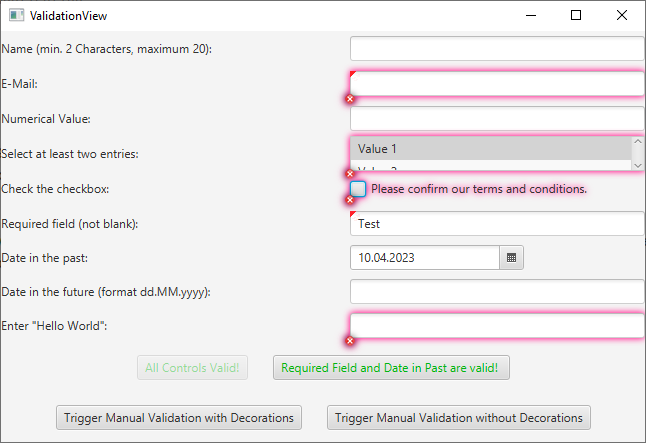 ValidationView
Name (min. 2 Characters, maximum 20):
E-Mail:
Numerical Value:
Select at least two entries:
Value 1
Check the checkbox:
Please confirm our terms and conditions.
Required field (not blank):
Test
Date in the past:
10.04.2023
Date in the future (format dd.MM.yyyy):
Enter "Hello World":
All Controls Valid!
Required Field and Date in Past are valid!
Trigger Manual Validation with Decorations
Trigger Manual Validation without Decorations